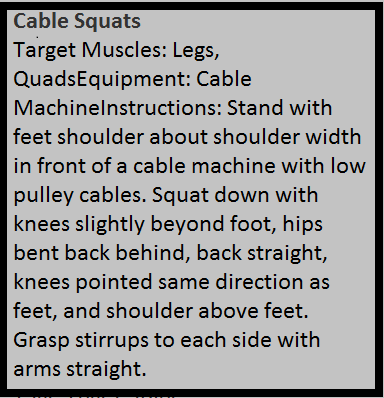 Cable Squats
Target Muscles: Legs,
QuadsEquipment: Cable
MachineInstructions: Stand with
feet shoulder about shoulder width
in front of a cable machine with low
pulley cables. Squat down with
knees slightly beyond foot, hips
bent back behind, back straight,
knees pointed same direction as
feet, and shoulder above feet.
Grasp stirrups to each side with
arms straight.